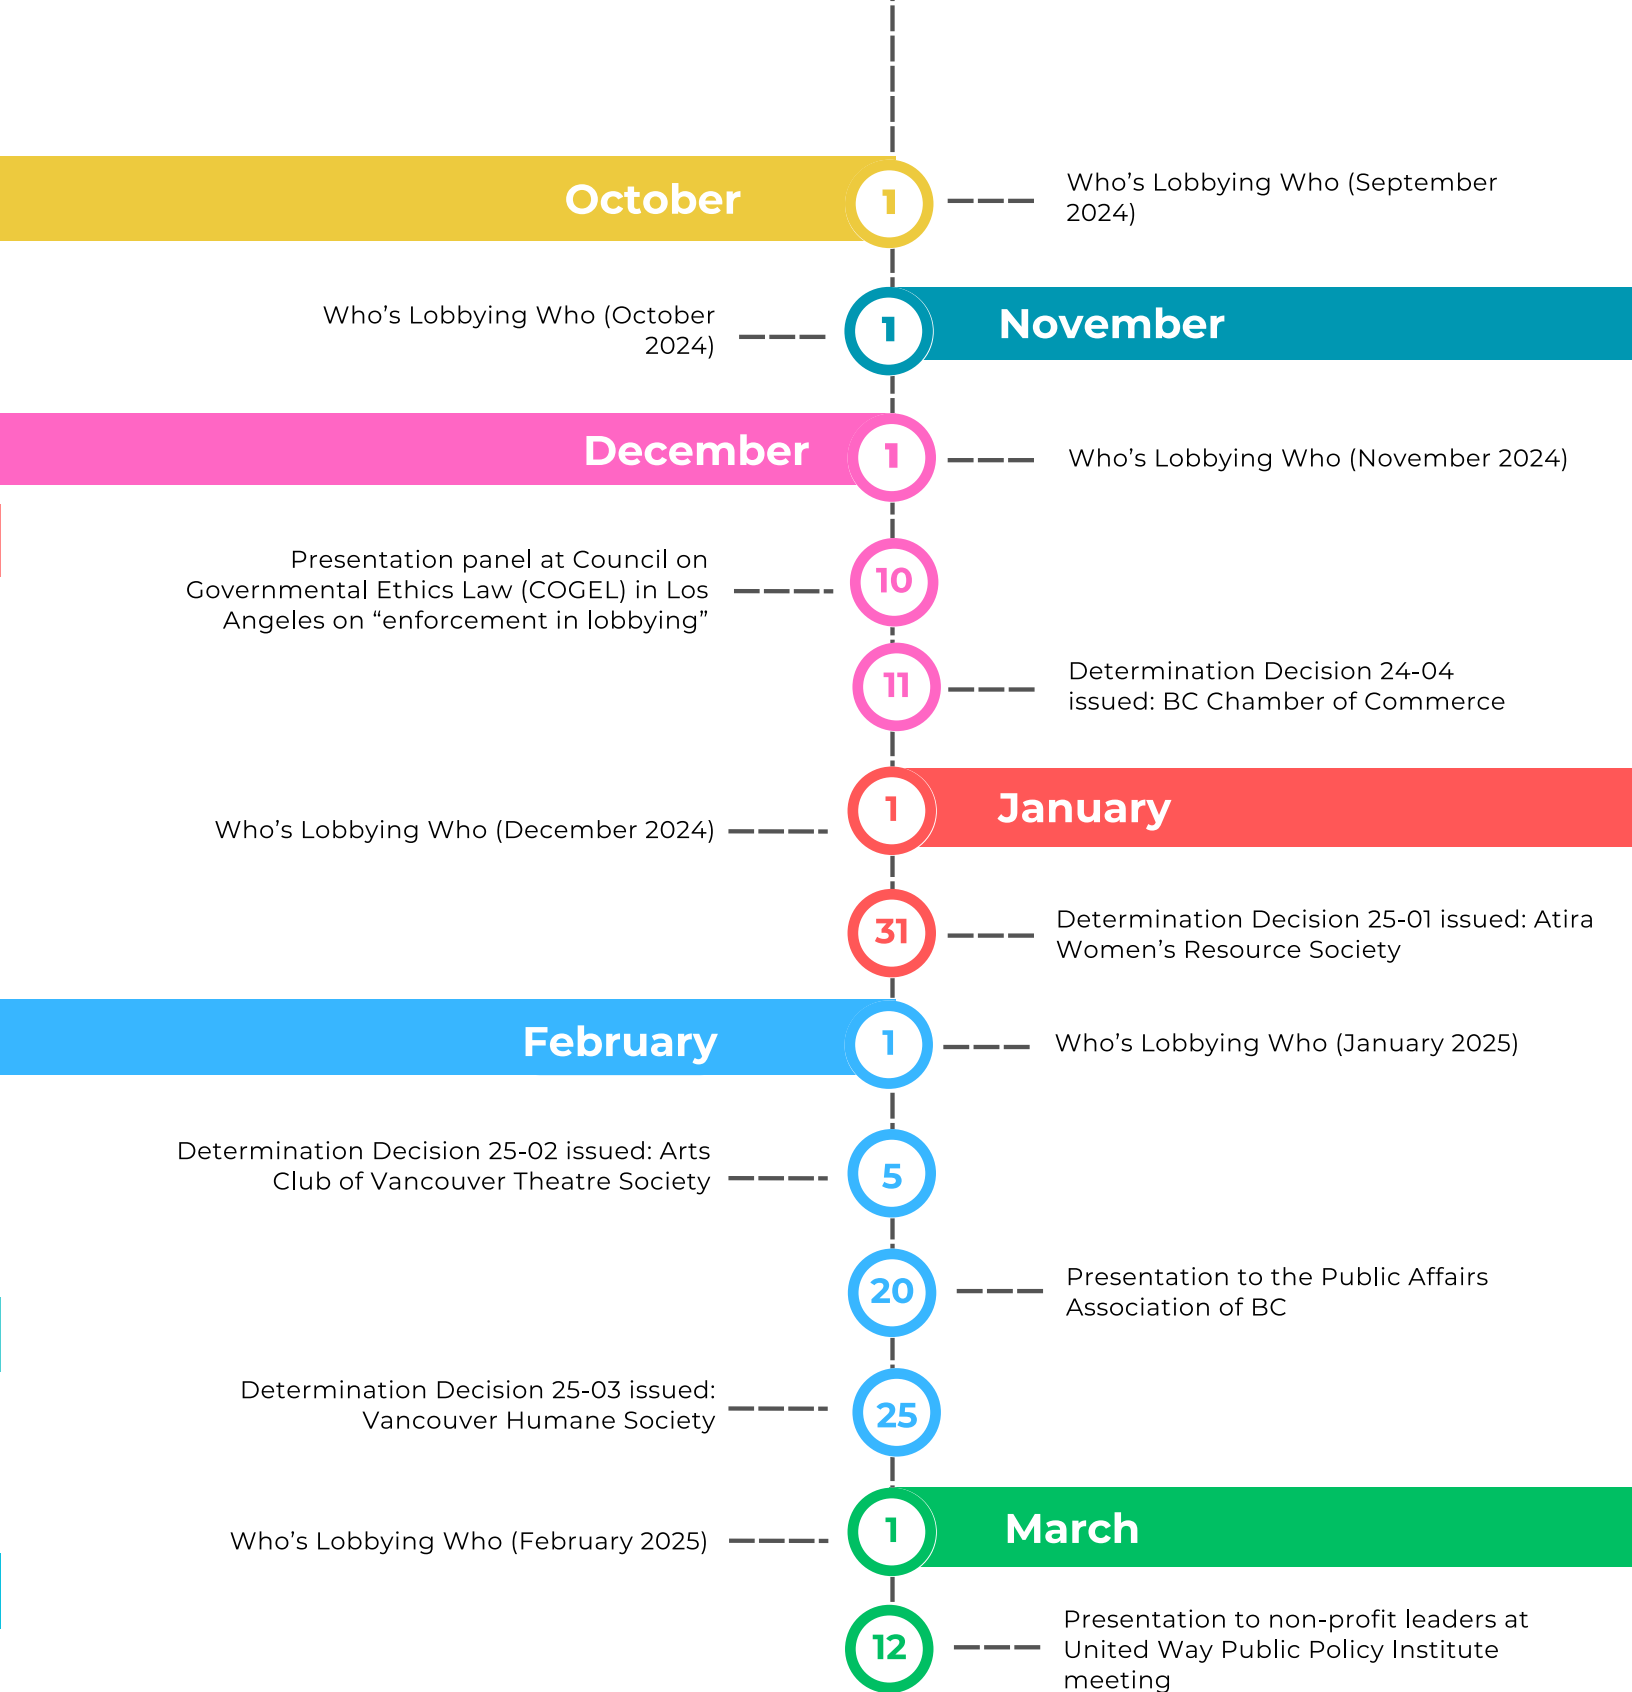 October
1
Who’s Lobbying Who (September
2024)
Who’s Lobbying Who (October
2024)
1
November
December
1
Who’s Lobbying Who (November 2024)
Presentation panel at Council on
Governmental Ethics Law (COGEL) in Los
Angeles on “enforcement in lobbying”
10
11
Determination Decision 24-04
issued: BC Chamber of Commerce
Who’s Lobbying Who (December 2024)
1
January
31
Determination Decision 25-01 issued: Atira
Women’s Resource Society
February
1
Who’s Lobbying Who (January 2025)
Determination Decision 25-02 issued: Arts
Club of Vancouver Theatre Society
5
20
Presentation to the Public Affairs
Association of BC
Determination Decision 25-03 issued:
Vancouver Humane Society
25
Who’s Lobbying Who (February 2025)
1
March
12
Presentation to non-profit leaders at
United Way Public Policy Institute
meeting